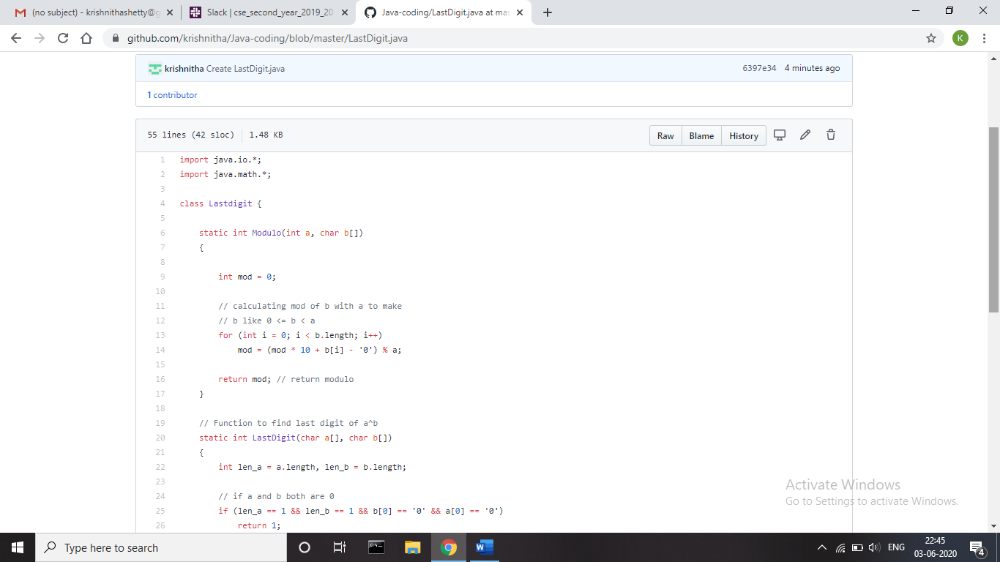 (no subject) - krishnithashetty@g
Slack | cse_second_year_2019_20
Java-coding/LastDigit.java at mas
github.com/krishnitha/Java-coding/blob/master/LastDigit.java
K
krishnitha Create LastDigit.java
6397e34 4 minutes ago
1 contributor
55 lines (42 sloc) 1.48 KB
Raw Blame History
1 import java.io.*;
2 import java.math.*;
3
4 class Lastdigit {
5
6 static int Modulo(int a, char b[])
7 {
8
9 int mod = 0;
10
11 // calculating mod of b with a to make
12 // b like 0 <= b < a
13 for (int i = 0; i < b.length; i++)
14 mod = (mod * 10 + b[i] - '0') % a;
15
16 return mod; // return modulo
17 }
18
19 // Function to find last digit of a^b
20 static int LastDigit(char a[], char b[])
21 {
22 int len_a = a.length, len_b = b.length;
23
24 // if a and b both are 0
25 if (len_a == 1 && len_b == 1 && b[0] == '0' && a[0] == '0')
26 return 1;
Activate Windows
Go to Settings to activate Windows.
Type here to search
ENG
22:45
03-06-2020
4